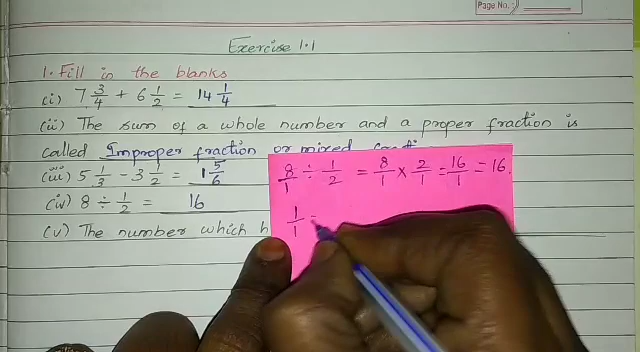 Page No. :
Exercise 1.1
1. Fill in the blanks
(i) 7 3/4 + 6 1/2 = 14 1/4
(ii) The sum of a whole number and a proper fraction is
called Improper fraction or mixed
(iii) 5 1/3 - 3 1/2 = 1 5/6
(iv) 8 ÷ 1/2 = 16
(v) The number which h
8/1 ÷ 1/2 = 8/1 × 2/1 = 16/1 = 16.
1/1 =